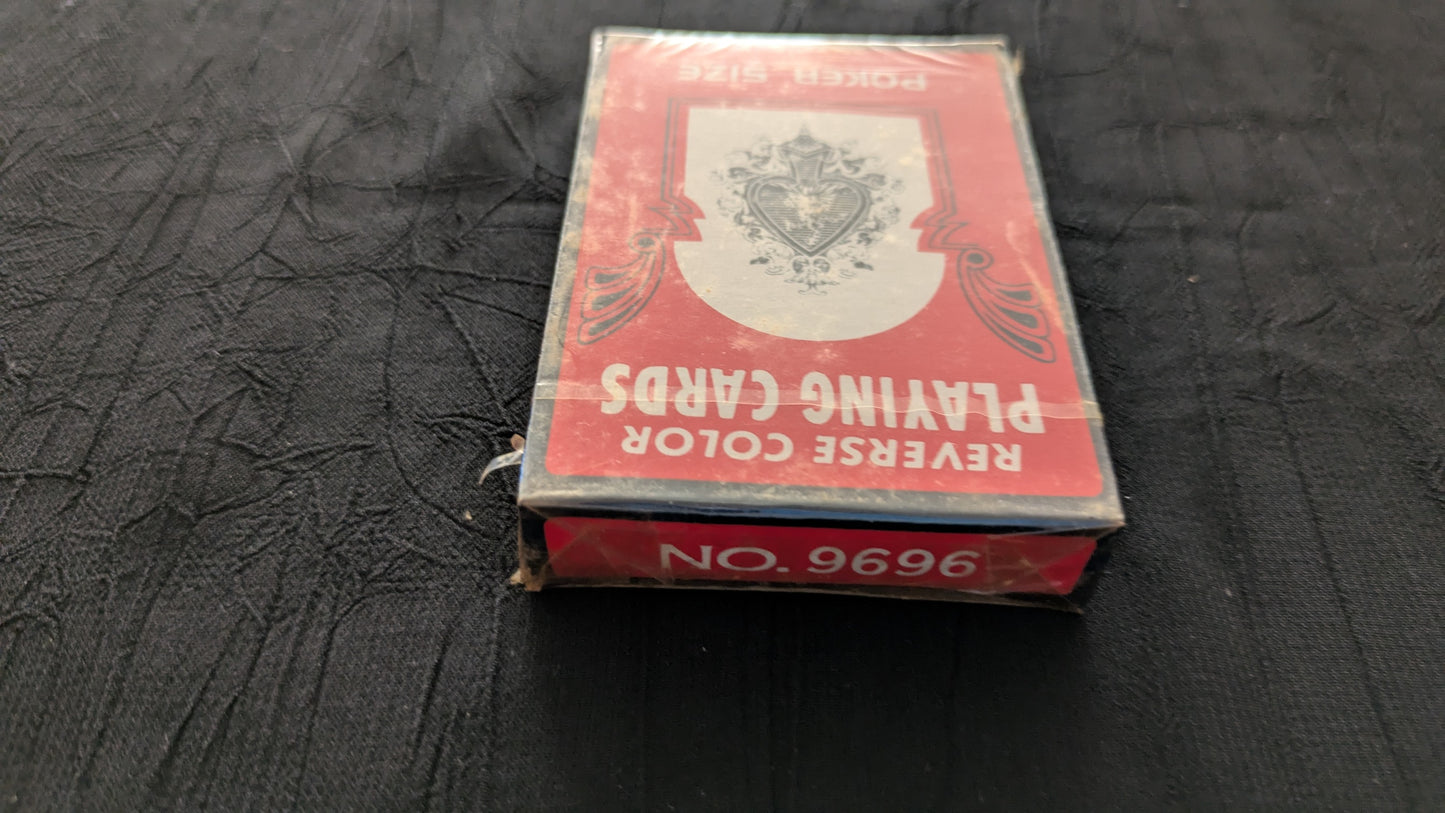 REVERSE COLOR
PLAYING CARDS
POKER SIZE
NO. 9696